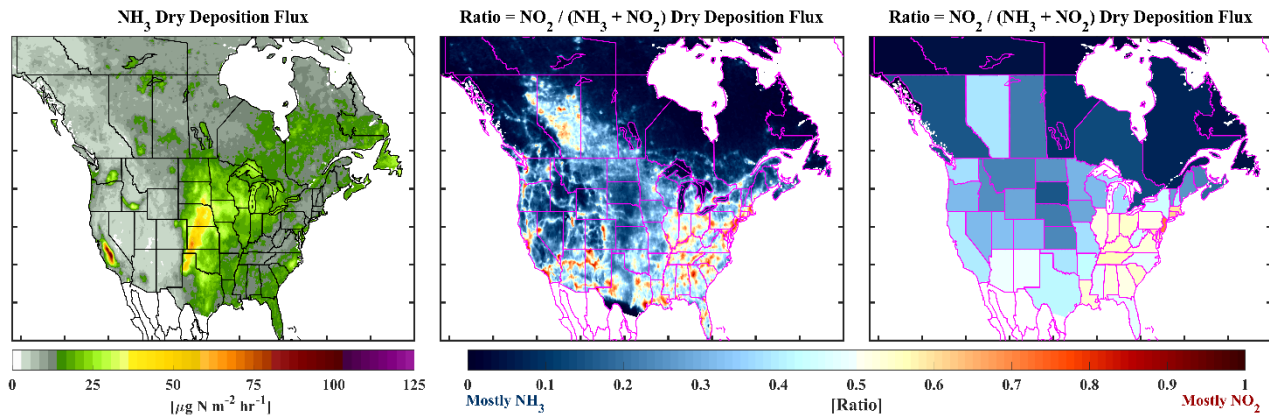 NH₃ Dry Deposition Flux
Ratio = NO₂ / (NH₃ + NO₂) Dry Deposition Flux
Ratio = NO₂ / (NH₃ + NO₂) Dry Deposition Flux
0 25 50 75 100 125
[μg N m⁻² hr⁻¹]
0 0.1 0.2 0.3 0.4 0.5 0.6 0.7 0.8 0.9 1
Mostly NH₃ [Ratio] Mostly NO₂